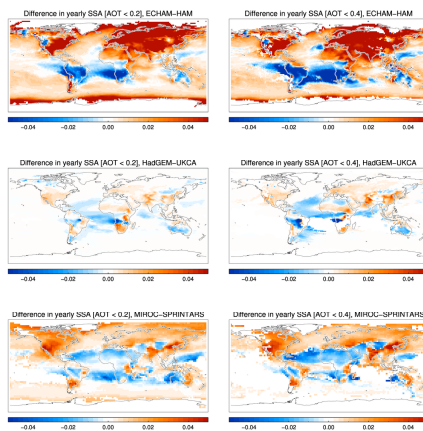 Difference in yearly SSA [AOT < 0.2], ECHAM−HAM
Difference in yearly SSA [AOT < 0.4], ECHAM−HAM
−0.04 −0.02 0.00 0.02 0.04
−0.04 −0.02 0.00 0.02 0.04
Difference in yearly SSA [AOT < 0.2], HadGEM−UKCA
Difference in yearly SSA [AOT < 0.4], HadGEM−UKCA
−0.04 −0.02 0.00 0.02 0.04
−0.04 −0.02 0.00 0.02 0.04
Difference in yearly SSA [AOT < 0.2], MIROC−SPRINTARS
Difference in yearly SSA [AOT < 0.4], MIROC−SPRINTARS
−0.04 −0.02 0.00 0.02 0.04
−0.04 −0.02 0.00 0.02 0.04